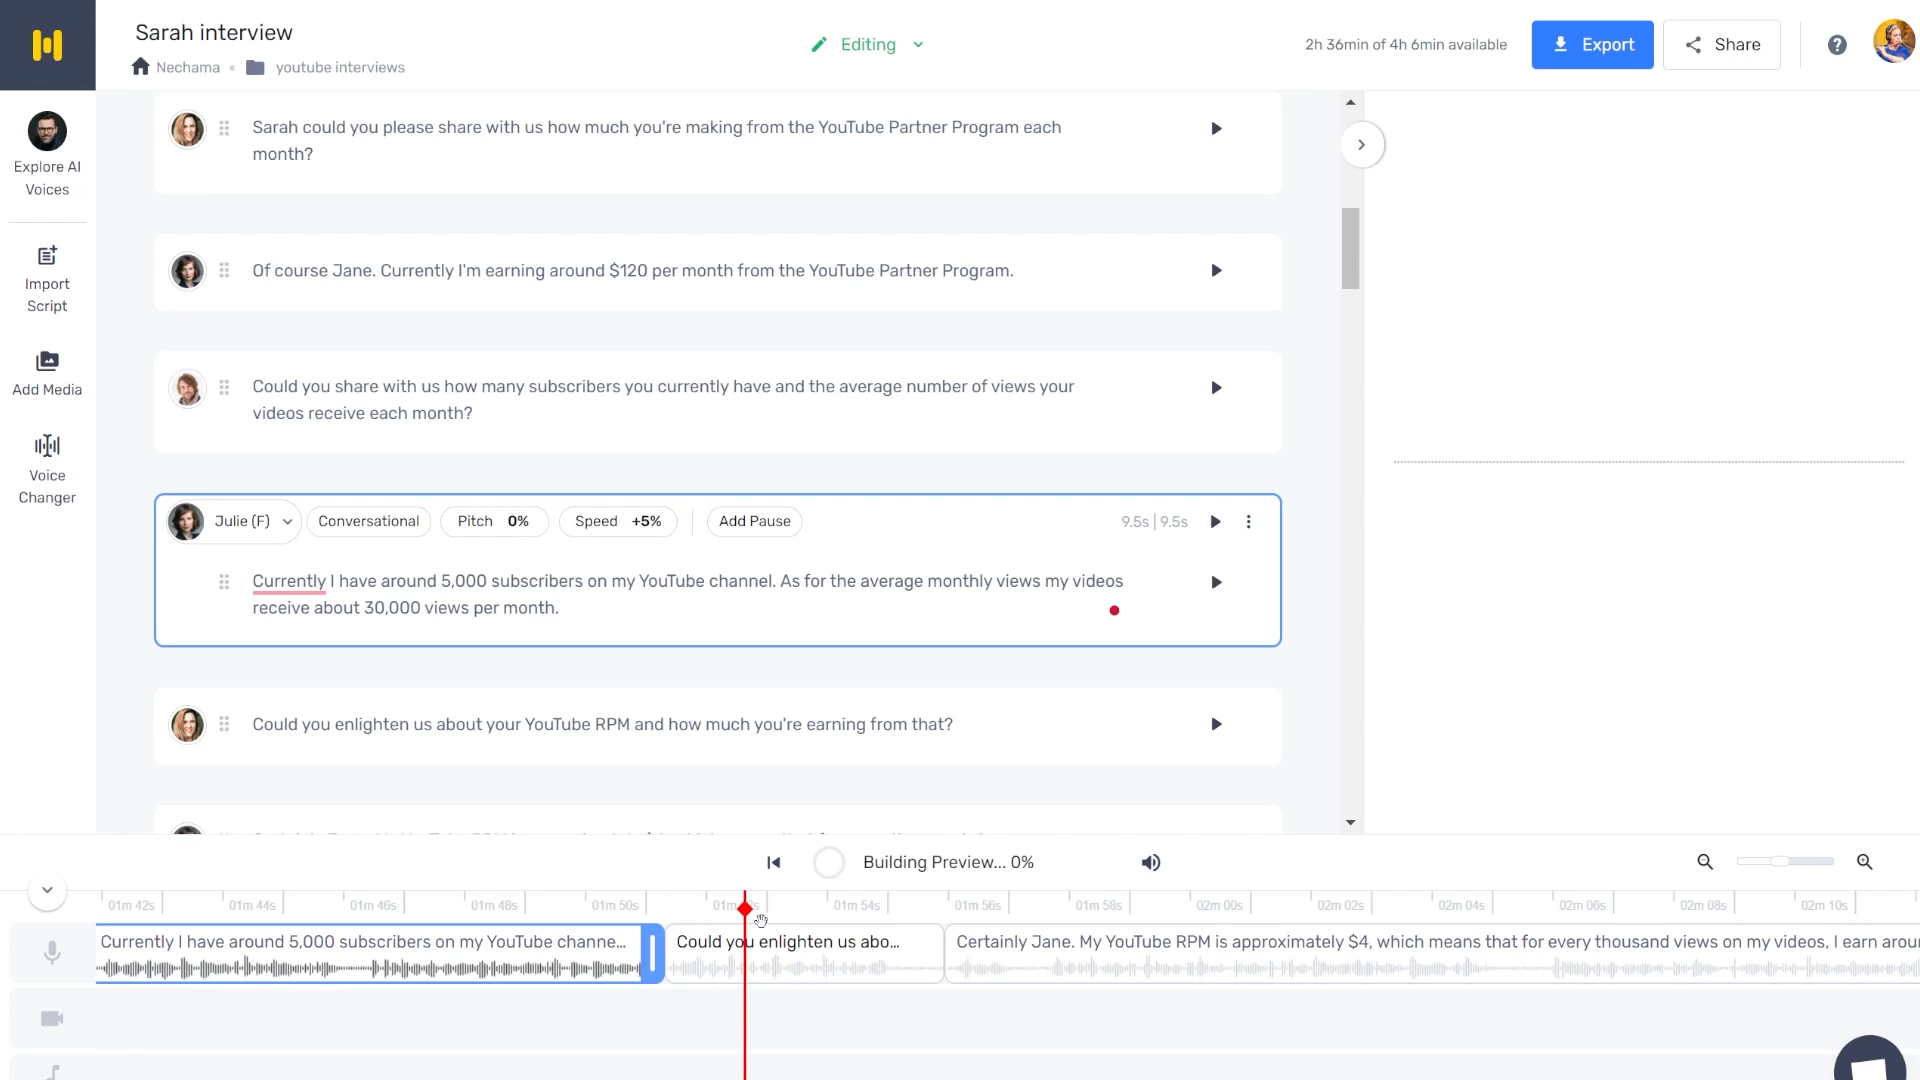 Sarah interview
Nechama
youtube interviews
Editing
2h 36min of 4h 6min available
Export
Share
Explore AI
Voices
Import
Script
Add Media
Voice
Changer
Sarah could you please share with us how much you're making from the YouTube Partner Program each
month?
Of course Jane. Currently I'm earning around $120 per month from the YouTube Partner Program.
Could you share with us how many subscribers you currently have and the average number of views your
videos receive each month?
Julie (F)
Conversational
Pitch 0%
Speed +5%
Add Pause
9.5s | 9.5s
Currently I have around 5,000 subscribers on my YouTube channel. As for the average monthly views my videos
receive about 30,000 views per month.
Could you enlighten us about your YouTube RPM and how much you're earning from that?
Building Preview... 0%
01m 42s 01m 44s 01m 46s 01m 48s 01m 50s 01m 54s 01m 56s 01m 58s 02m 00s 02m 02s 02m 04s 02m 06s 02m 08s 02m 10s
Currently I have around 5,000 subscribers on my YouTube channe...
Could you enlighten us abo...
Certainly Jane. My YouTube RPM is approximately $4, which means that for every thousand views on my videos, I earn arou